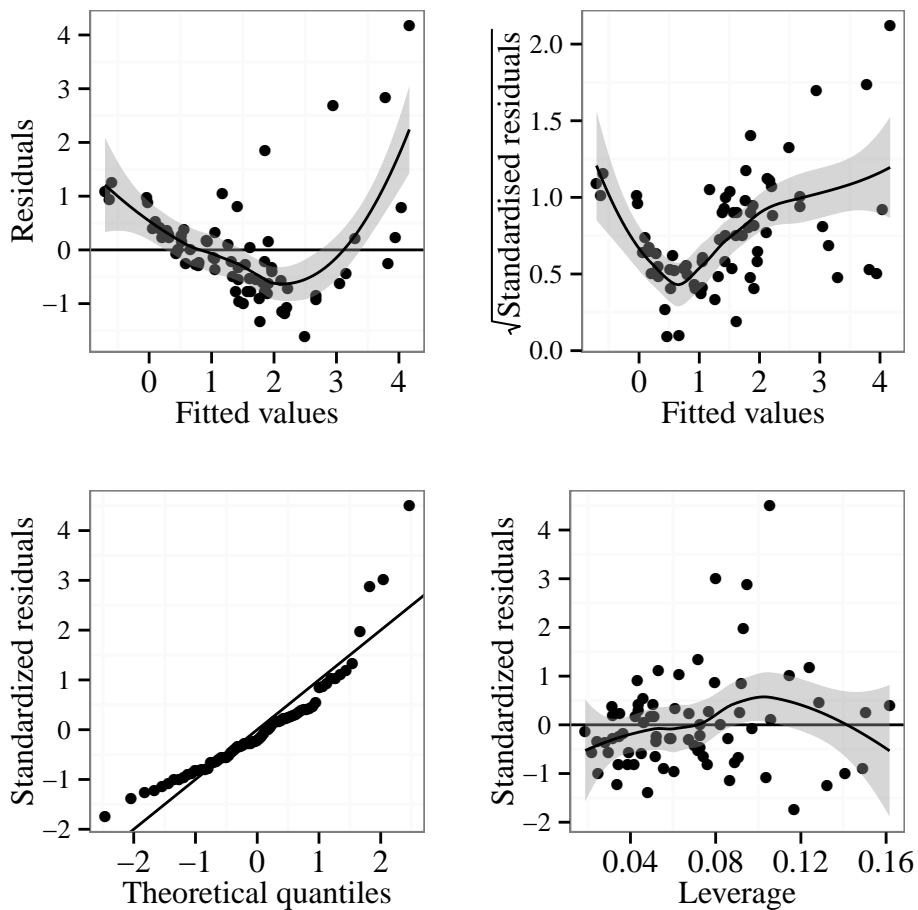 Residuals
4
3
2
1
0
−1
0 1 2 3 4
Fitted values
√Standardised residuals
2.0
1.5
1.0
0.5
0.0
0 1 2 3 4
Fitted values
Standardized residuals
4
3
2
1
0
−1
−2
−2 −1 0 1 2
Theoretical quantiles
Standardized residuals
4
3
2
1
0
−1
−2
0.04 0.08 0.12 0.16
Leverage